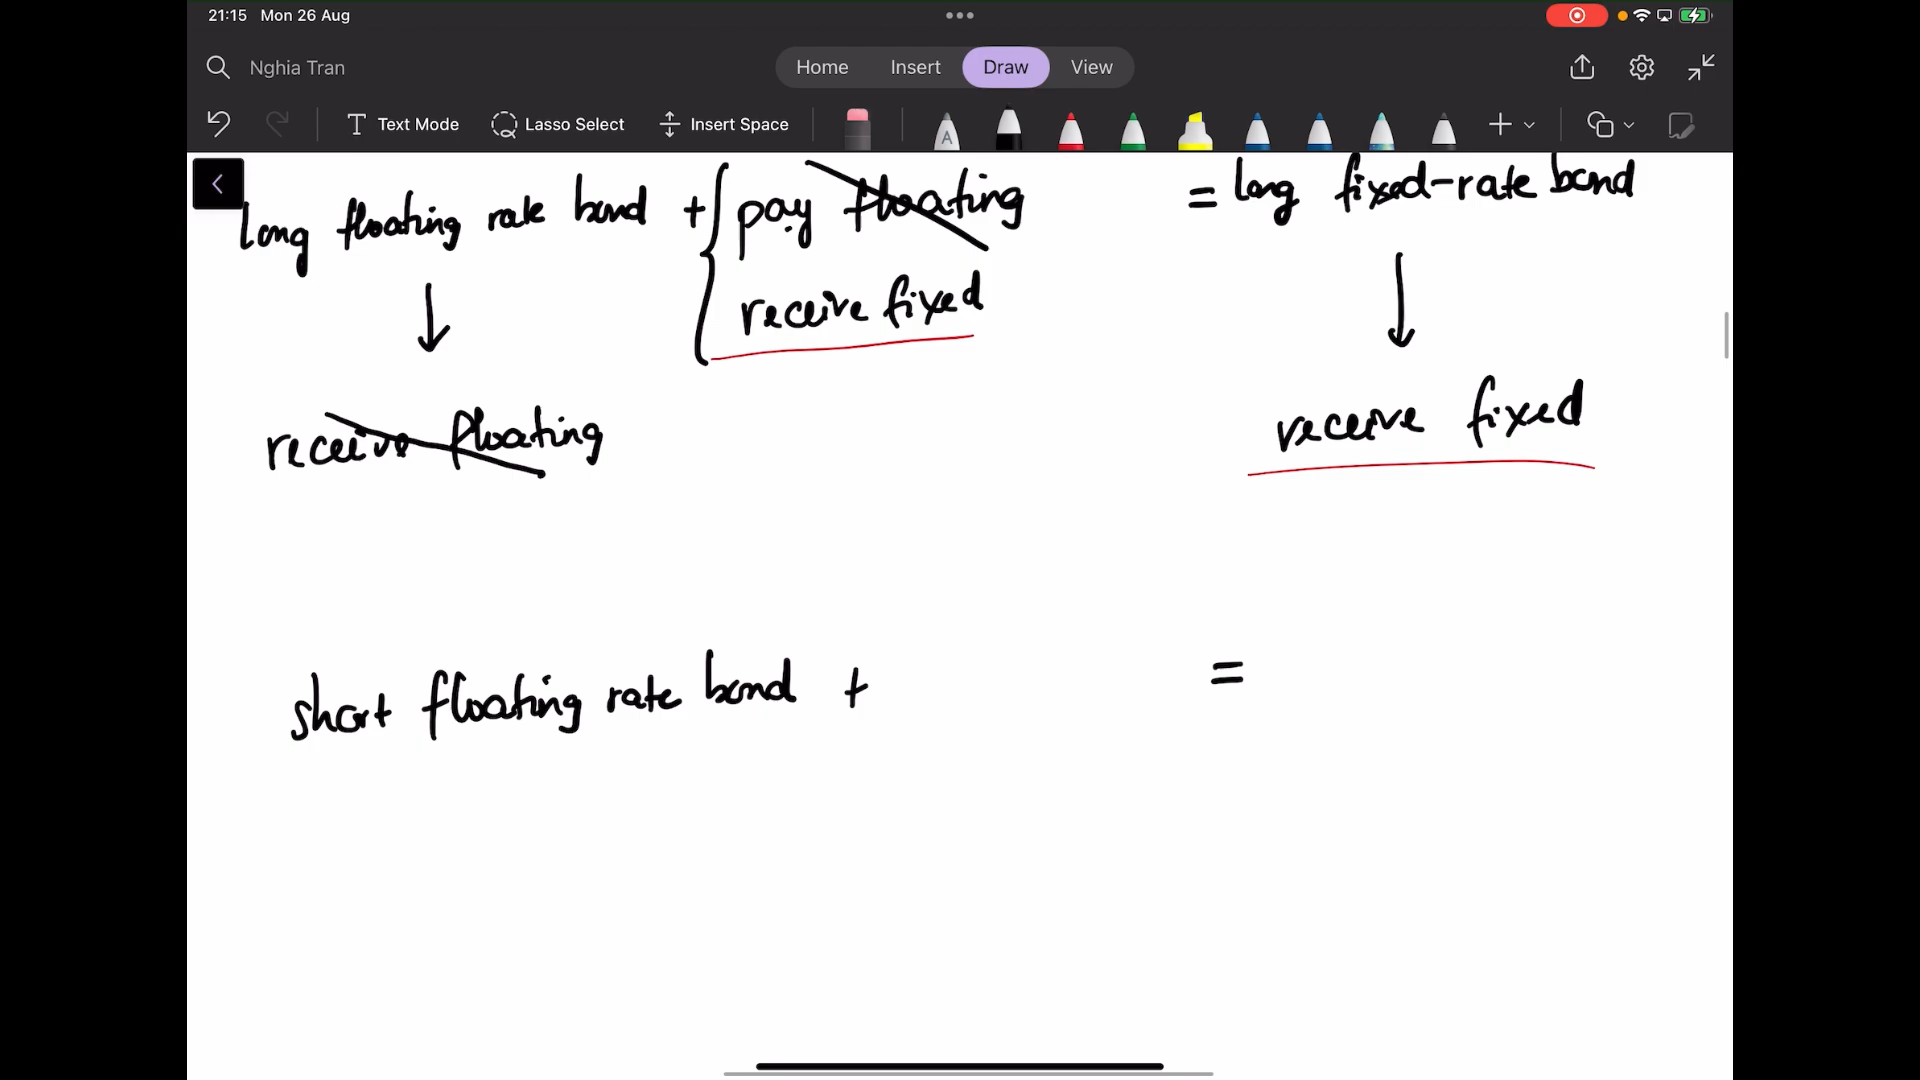 21:15 Mon 26 Aug
Nghia Tran
Home Insert Draw View
Text Mode Lasso Select Insert Space
A
long floating rate bond + { pay floating = long fixed-rate bond
receive fixed
receive floating receive fixed
short floating rate bond + =